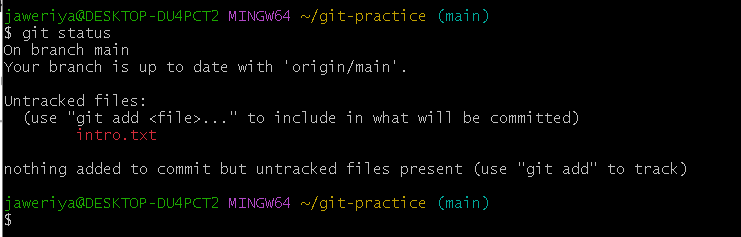 jaweriya@DESKTOP-DU4PCT2 MINGW64 ~/git-practice (main)
$ git status
On branch main
Your branch is up to date with 'origin/main'.
Untracked files:
  (use "git add <file>..." to include in what will be committed)
        intro.txt
nothing added to commit but untracked files present (use "git add" to track)
jaweriya@DESKTOP-DU4PCT2 MINGW64 ~/git-practice (main)
$